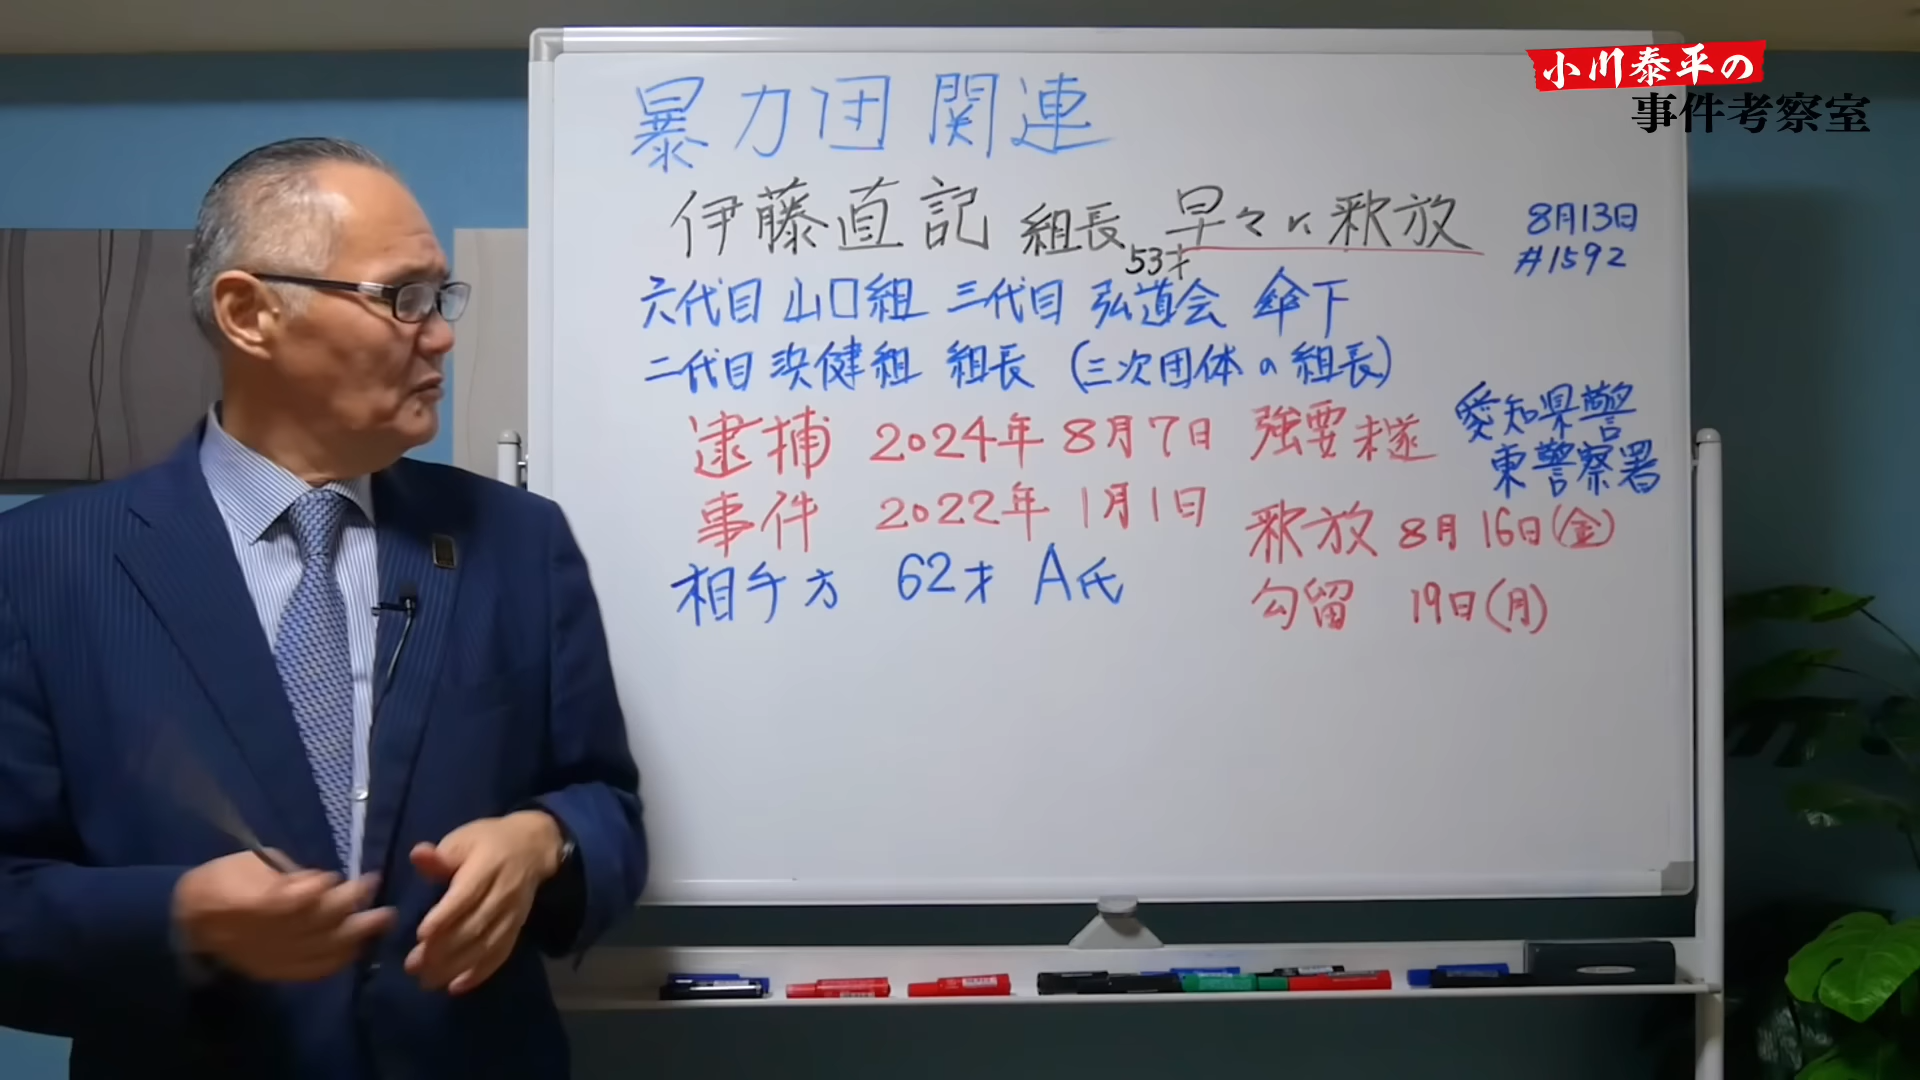 小川泰平の
事件考察室
暴力団関連
伊藤直記 組長 早々に釈放
53才
8月13日
#1592
六代目 山口組 三代目 弘道会 傘下
二代目 浜健組 組長 (三次団体の組長)
逮捕 2024年8月7日 強要未遂
愛知県警
東警察署
事件 2022年1月1日
釈放 8月16日(金)
相手方 62才 A氏
勾留 19日(月)